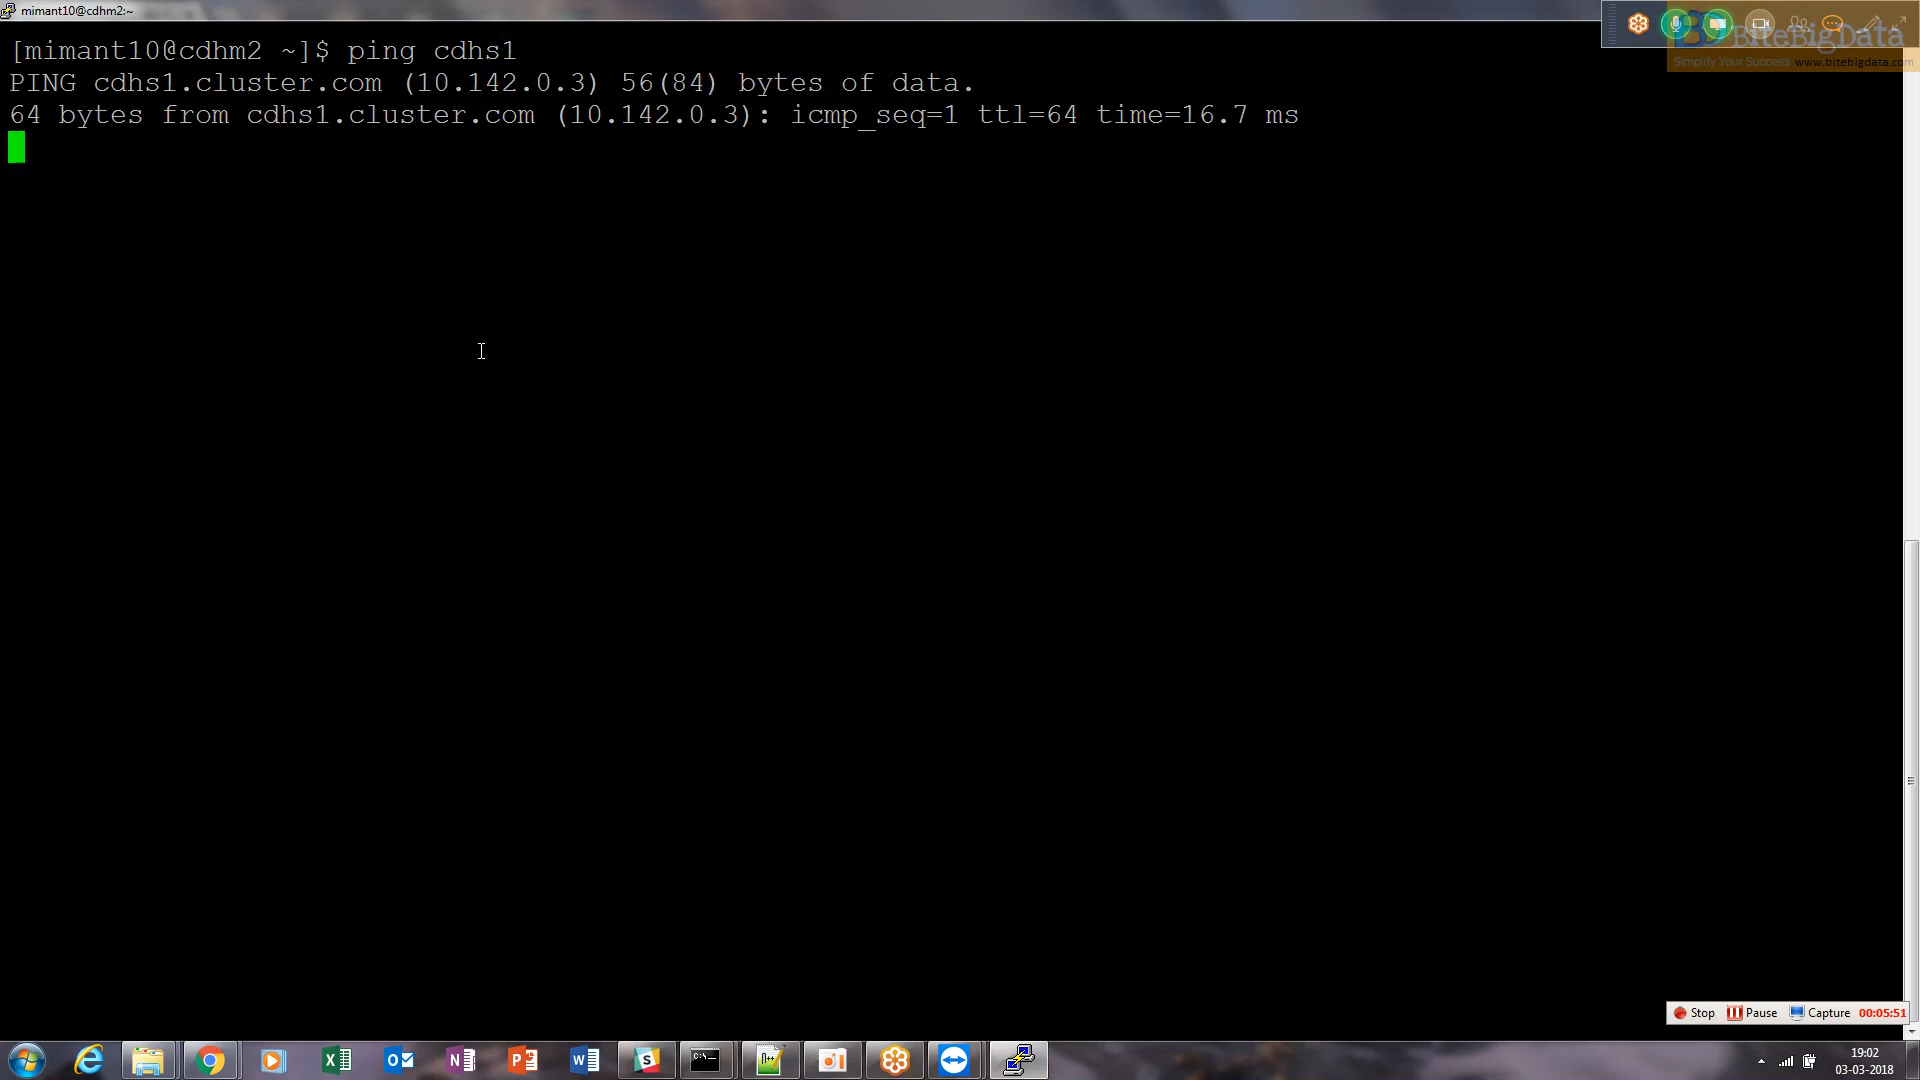 mimant10@cdhm2:~
[mimant10@cdhm2 ~]$ ping cdhs1
PING cdhs1.cluster.com (10.142.0.3) 56(84) bytes of data.
64 bytes from cdhs1.cluster.com (10.142.0.3): icmp_seq=1 ttl=64 time=16.7 ms
BiteBigData
Simplify Your Success www.bitebigdata.com
Stop Pause Capture 00:05:51
19:02
03-03-2018